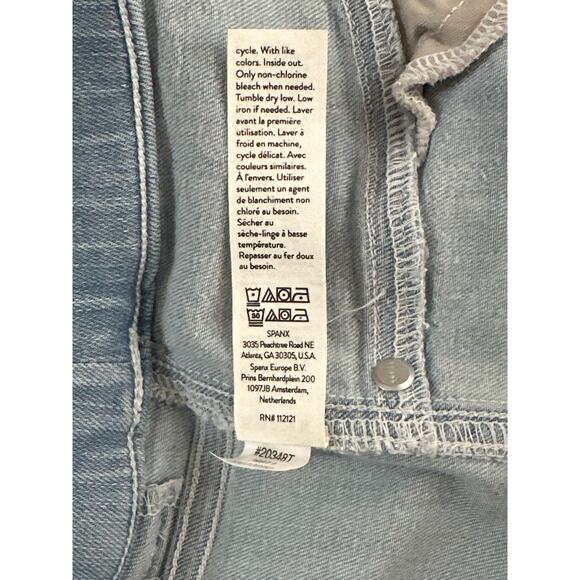 cycle. With like
colors. Inside out.
Only non-chlorine
bleach when needed.
Tumble dry low. Low
iron if needed. Laver
avant la première
utilisation. Laver à
froid en machine,
cycle délicat. Avec
couleurs similaires.
À l'envers. Utiliser
seulement un agent
de blanchiment non
chloré au besoin.
Sécher au
sèche-linge à basse
température.
Repasser au fer doux
au besoin.
30
SPANX
3035 Peachtree Road NE
Atlanta, GA 30305, U.S.A.
Spanx Europe B.V.
Prins Bernhardplein 200
1097JB Amsterdam,
Netherlands
RN# 112121
#20348T